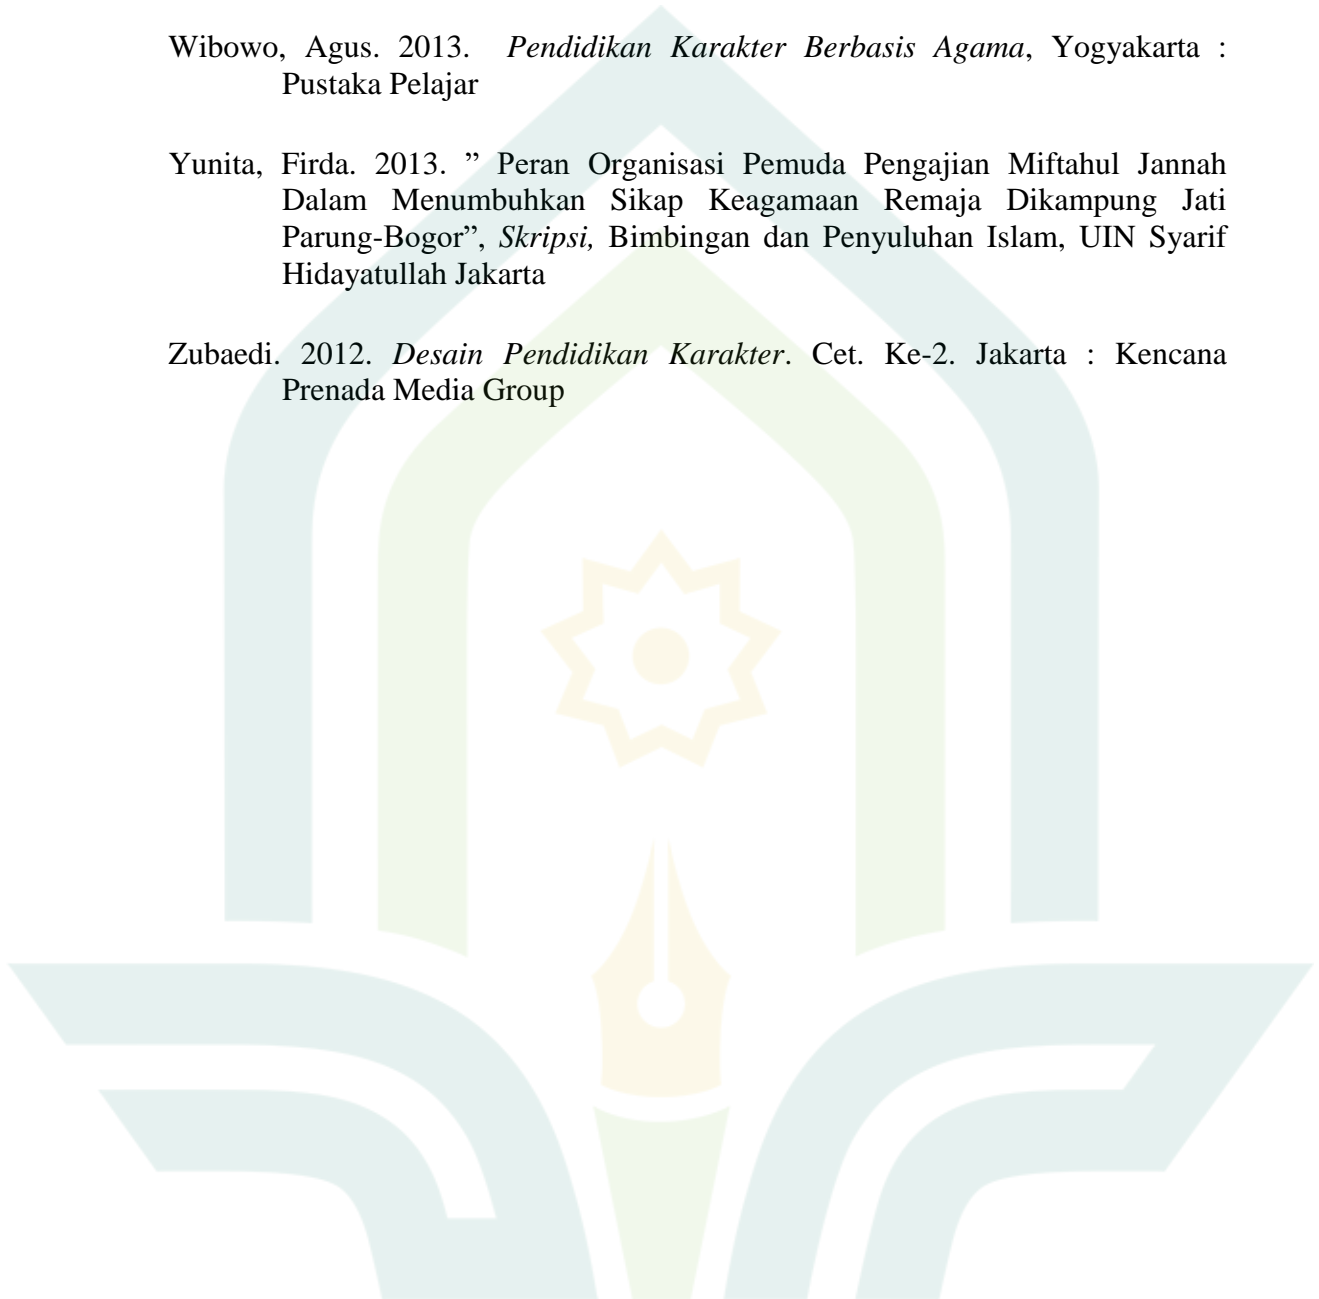 Wibowo, Agus. 2013. Pendidikan Karakter Berbasis Agama, Yogyakarta :
Pustaka Pelajar
Yunita, Firda. 2013. ” Peran Organisasi Pemuda Pengajian Miftahul Jannah
Dalam Menumbuhkan Sikap Keagamaan Remaja Dikampung Jati
Parung-Bogor”, Skripsi, Bimbingan dan Penyuluhan Islam, UIN Syarif
Hidayatullah Jakarta
Zubaedi. 2012. Desain Pendidikan Karakter. Cet. Ke-2. Jakarta : Kencana
Prenada Media Group